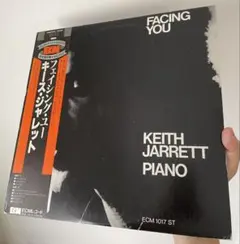 FACING
YOU
フェイシング・ユー
キース・ジャレット
KEITH
JARRETT
PIANO
ECM 1017 ST